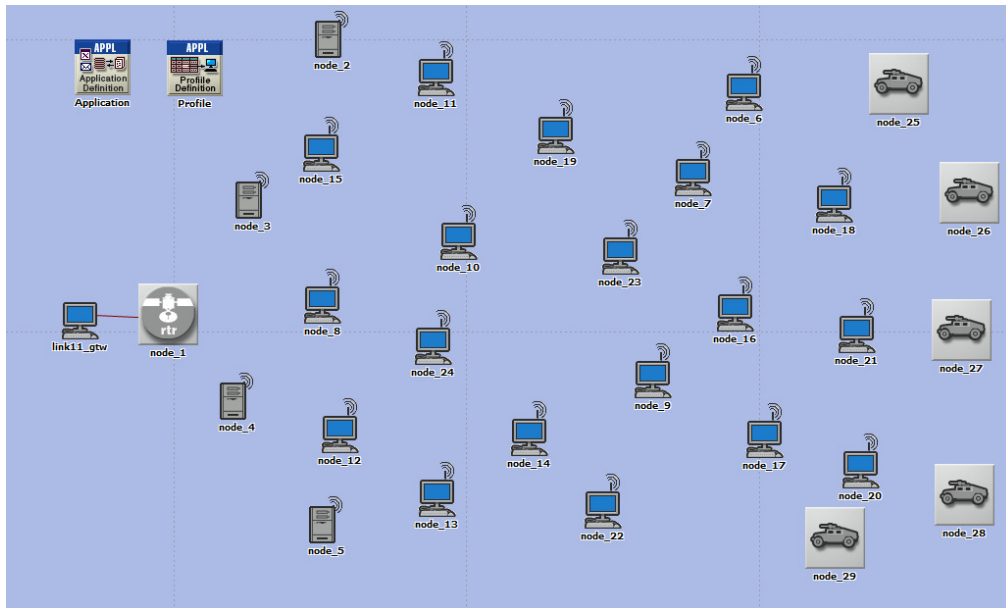 APPL
Application
Definition
Application
APPL
Profile
Definition
Profile
node_2
node_11
node_6
node_25
node_19
node_15
node_7
node_3
node_18
node_26
node_10
node_23
node_8
rtr
node_1
link11_gtw
node_16
node_24
node_21
node_27
node_9
node_4
node_12
node_14
node_17
node_20
node_13
node_22
node_28
node_5
node_29